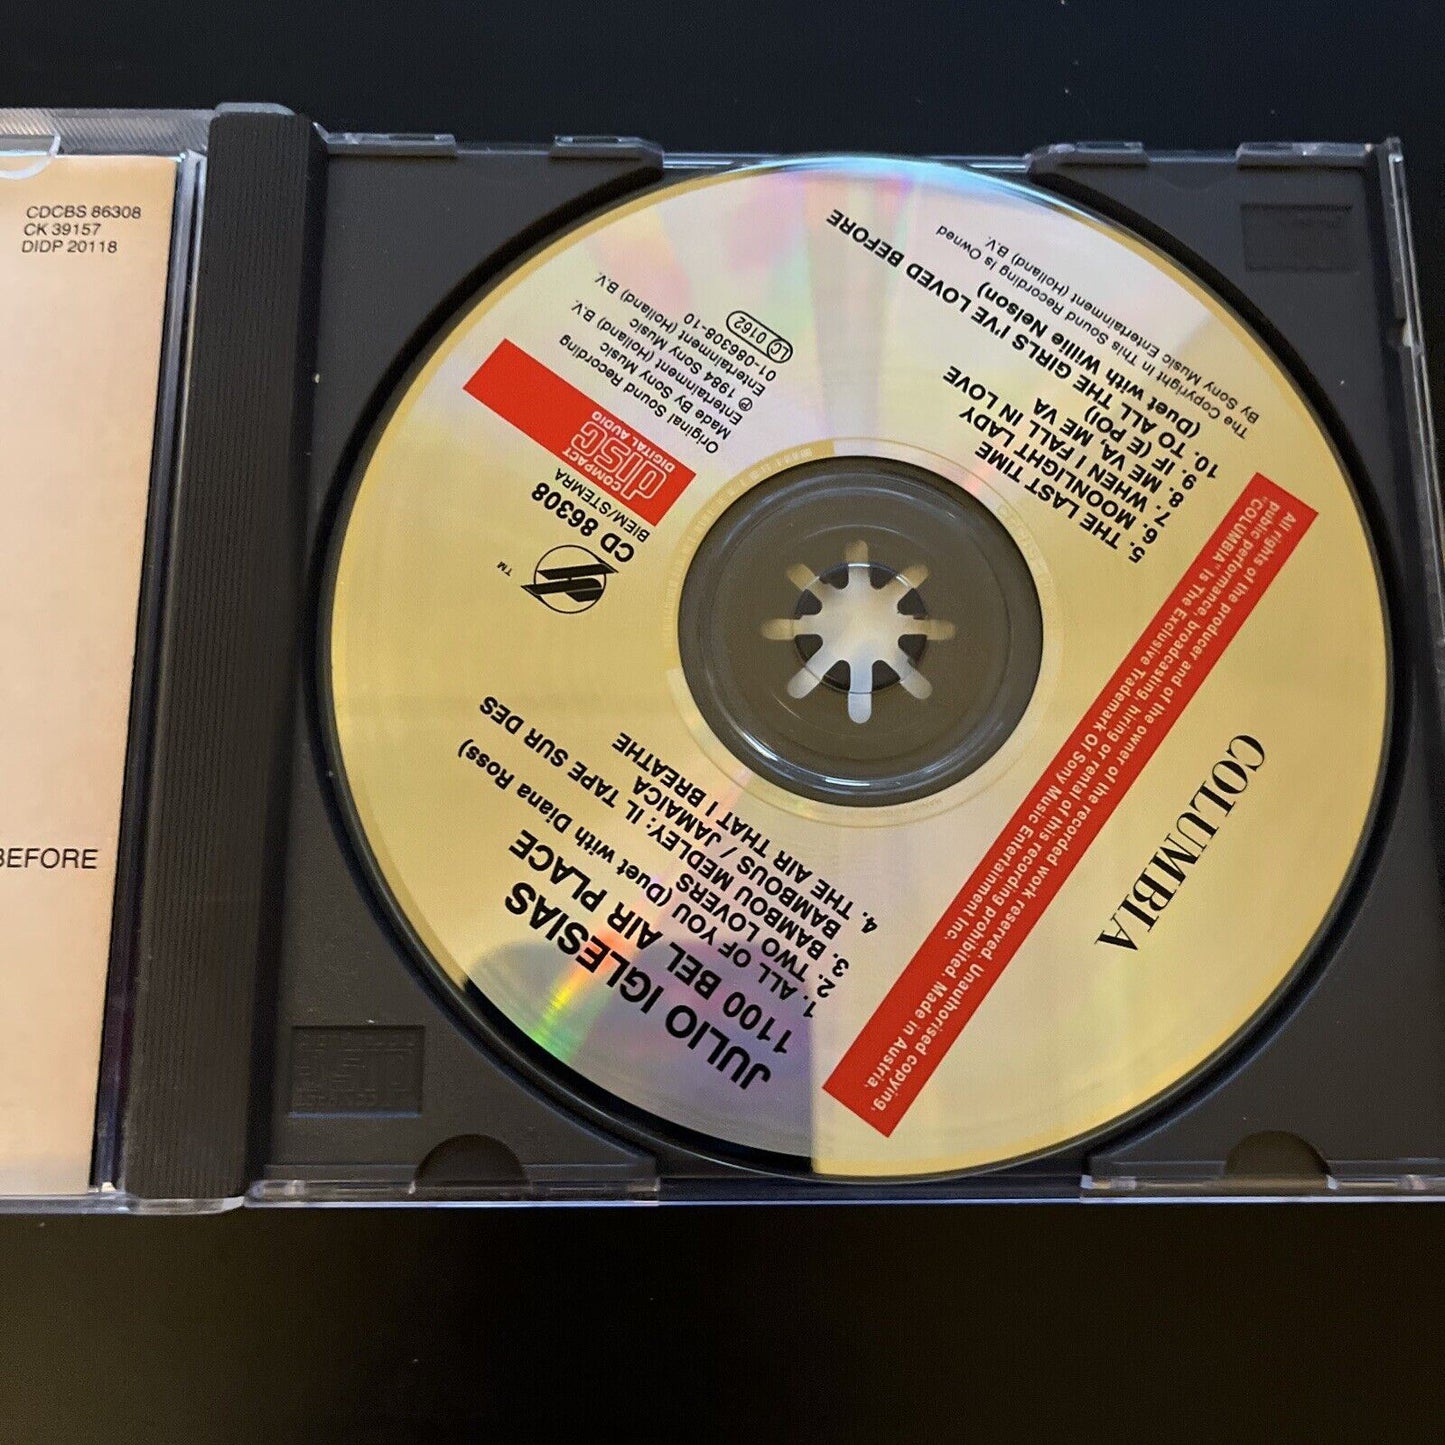 CDCBS 86308
CK 39157
DIDP 20118
BEFORE
COLUMBIA
All rights of the producer and of the owner of the recorded work reserved. Unauthorised copying,
public performance, broadcasting, hiring or rental of this recording prohibited. Made in Austria.
"COLUMBIA" Is The Exclusive Trademark Of Sony Music Entertainment Inc.
JULIO IGLESIAS
1100 BEL AIR PLACE
1. ALL OF YOU (Duet with Diana Ross)
2. TWO LOVERS
3. BAMBOU MEDLEY: IL TAPE SUR DES
BAMBOUS / JAMAICA
4. THE AIR THAT I BREATHE
5. THE LAST TIME
6. MOONLIGHT LADY
7. WHEN I FALL IN LOVE
8. ME VA, ME VA
9. IF (E POI)
10. TO ALL THE GIRLS I'VE LOVED BEFORE
(Duet with Willie Nelson)
The Copyright In This Sound Recording Is Owned
By Sony Music Entertainment (Holland) B.V.
TM
CD 86308
BIEM/STEMRA
COMPACT
disc
DIGITAL AUDIO
Original Sound Recording
Made By Sony Music
Entertainment (Holland) B.V.
℗ 1984 Sony Music
Entertainment (Holland) B.V.
01-086308-10
LC 0162